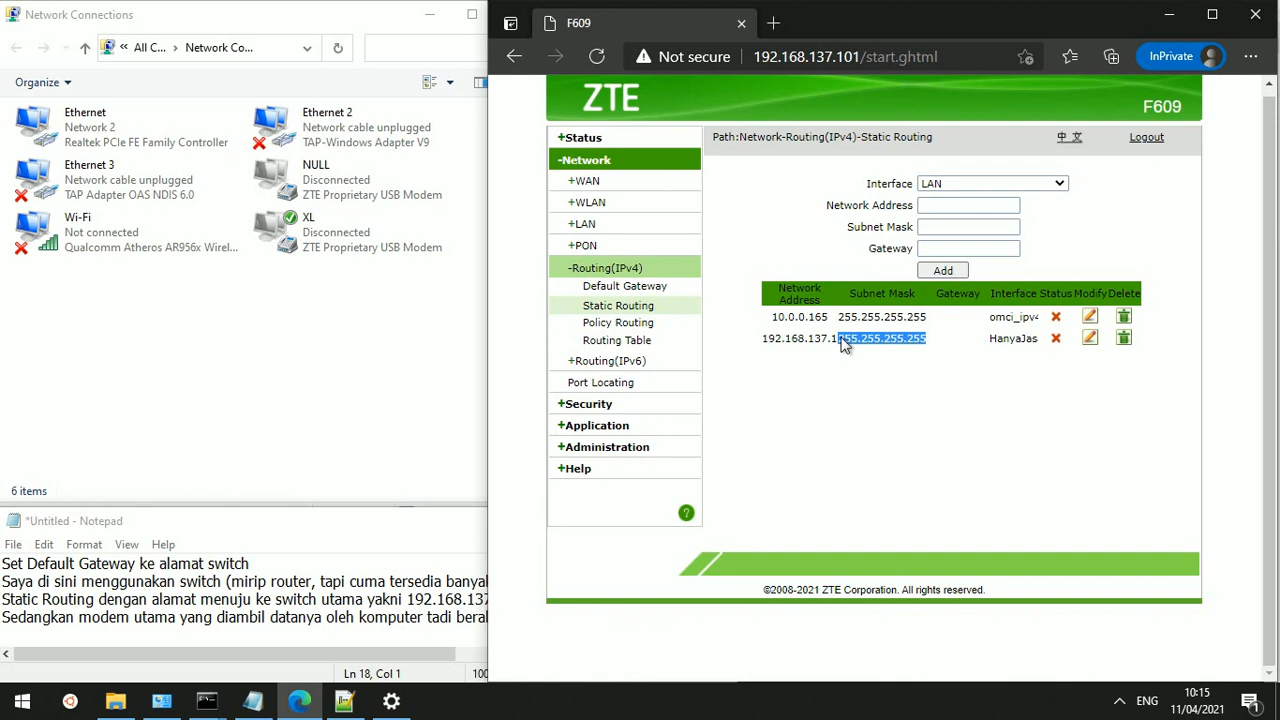 Network Connections
All C...
Network Co...
Organize
Ethernet
Network 2
Realtek PCIe FE Family Controller
Ethernet 2
Network cable unplugged
TAP-Windows Adapter V9
Ethernet 3
Network cable unplugged
TAP Adapter OAS NDIS 6.0
NULL
Disconnected
ZTE Proprietary USB Modem
Wi-Fi
Not connected
Qualcomm Atheros AR956x Wirel...
XL
Disconnected
ZTE Proprietary USB Modem
6 items
*Untitled - Notepad
File Edit Format View Help
Set Default Gateway ke alamat switch
Saya di sini menggunakan switch (mirip router, tapi cuma tersedia banyak
Static Routing dengan alamat menuju ke switch utama yakni 192.168.137
Sedangkan modem utama yang diambil datanya oleh komputer tadi beral
Ln 18, Col 1
100
F609
Not secure
192.168.137.101/start.ghtml
InPrivate
ZTE
F609
+Status
-Network
+WAN
+WLAN
+LAN
+PON
-Routing(IPv4)
Default Gateway
Static Routing
Policy Routing
Routing Table
+Routing(IPv6)
Port Locating
+Security
+Application
+Administration
+Help
?
Path:Network-Routing(IPv4)-Static Routing
中 文
Logout
Interface LAN
Network Address
Subnet Mask
Gateway
Add
Network Address Subnet Mask Gateway Interface Status Modify Delete
10.0.0.165 255.255.255.255 omci_ipv4
192.168.137.1 255.255.255.255 HanyaJas
©2008-2021 ZTE Corporation. All rights reserved.
ENG
10:15
11/04/2021
1